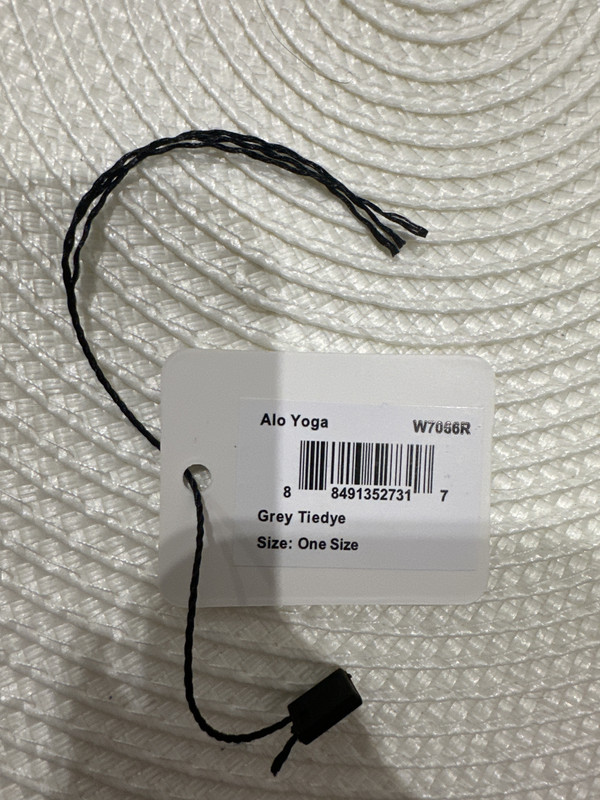 Alo Yoga W7056R
8 8491352731 7
Grey Tiedye
Size: One Size